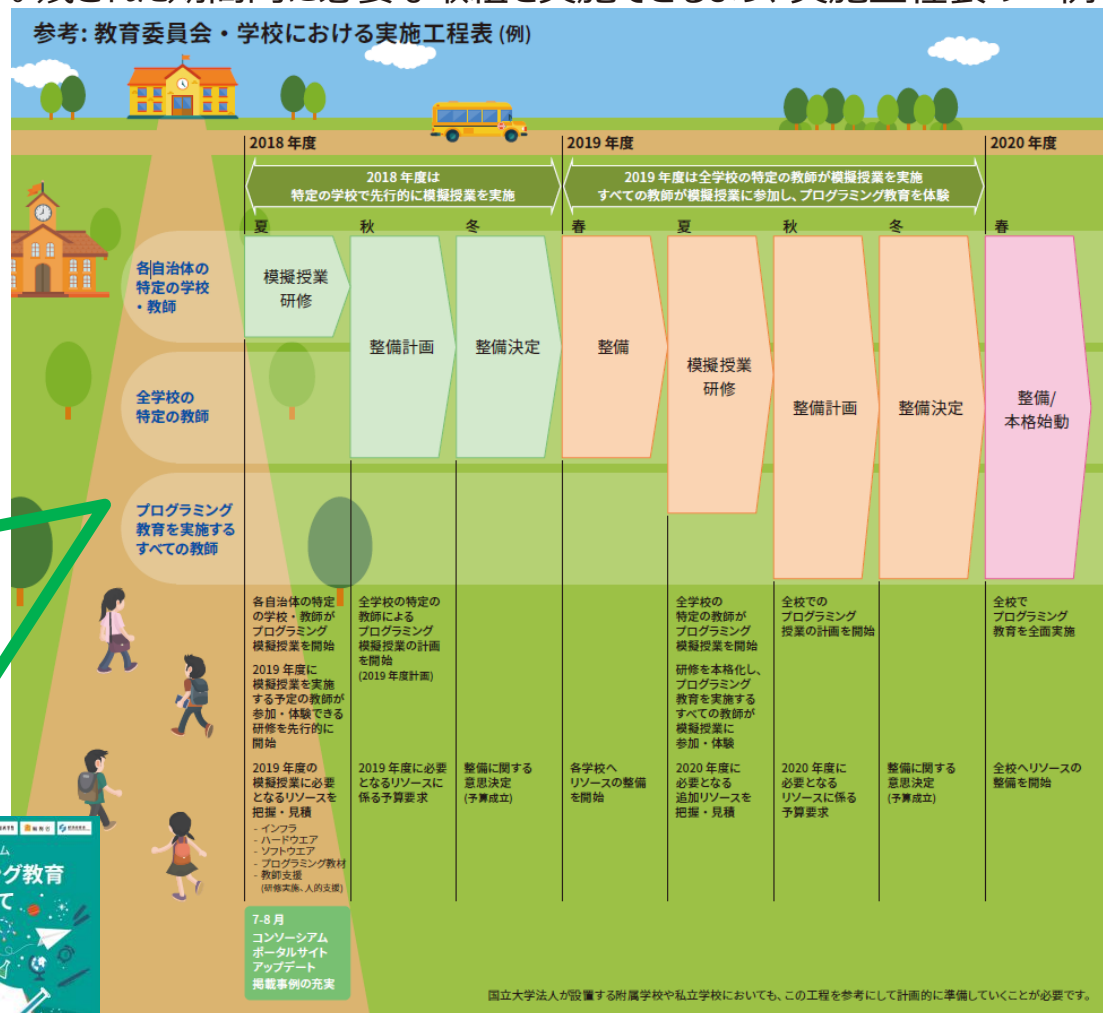 参考: 教育委員会・学校における実施工程表 (例)
2018 年度
2019 年度
2020 年度
2018 年度は
特定の学校で先行的に模擬授業を実施
2019 年度は全学校の特定の教師が模擬授業を実施
すべての教師が模擬授業に参加し、プログラミング教育を体験
夏
秋
冬
春
夏
秋
冬
春
各自治体の
特定の学校
・教師
全学校の
特定の教師
プログラミング
教育を実施する
すべての教師
模擬授業
研修
整備計画
整備決定
整備
模擬授業
研修
整備計画
整備決定
整備/
本格始動
各自治体の特定
の学校・教師が
プログラミング
模擬授業を開始
2019 年度に
模擬授業を実施
する予定の教師が
参加・体験できる
研修を先行的に
開始
2019 年度の
模擬授業に必要
となるリソースを
把握・見積
- インフラ
- ハードウエア
- ソフトウエア
- プログラミング教材
- 教師支援
(研修実施、人的支援)
全学校の特定の
教師による
プログラミング
模擬授業の計画
を開始
(2019 年度計画)
2019 年度に必要
となるリソースに
係る予算要求
整備に関する
意思決定
(予算成立)
各学校へ
リソースの整備
を開始
全学校の
特定の教師が
プログラミング
模擬授業を開始
研修を本格化し、
プログラミング
教育を実施する
すべての教師が
模擬授業に
参加・体験
2020 年度に
必要となる
追加リソースを
把握・見積
全校での
プログラミング
授業の計画を開始
2020 年度に
必要となる
リソースに係る
予算要求
整備に関する
意思決定
(予算成立)
全校で
プログラミング
教育を全面実施
全校へリソースの
整備を開始
7-8 月
コンソーシアム
ポータルサイト
アップデート
掲載事例の充実
ム
グ教育
て
国立大学法人が設置する附属学校や私立学校においても、この工程を参考にして計画的に準備していくことが必要です。